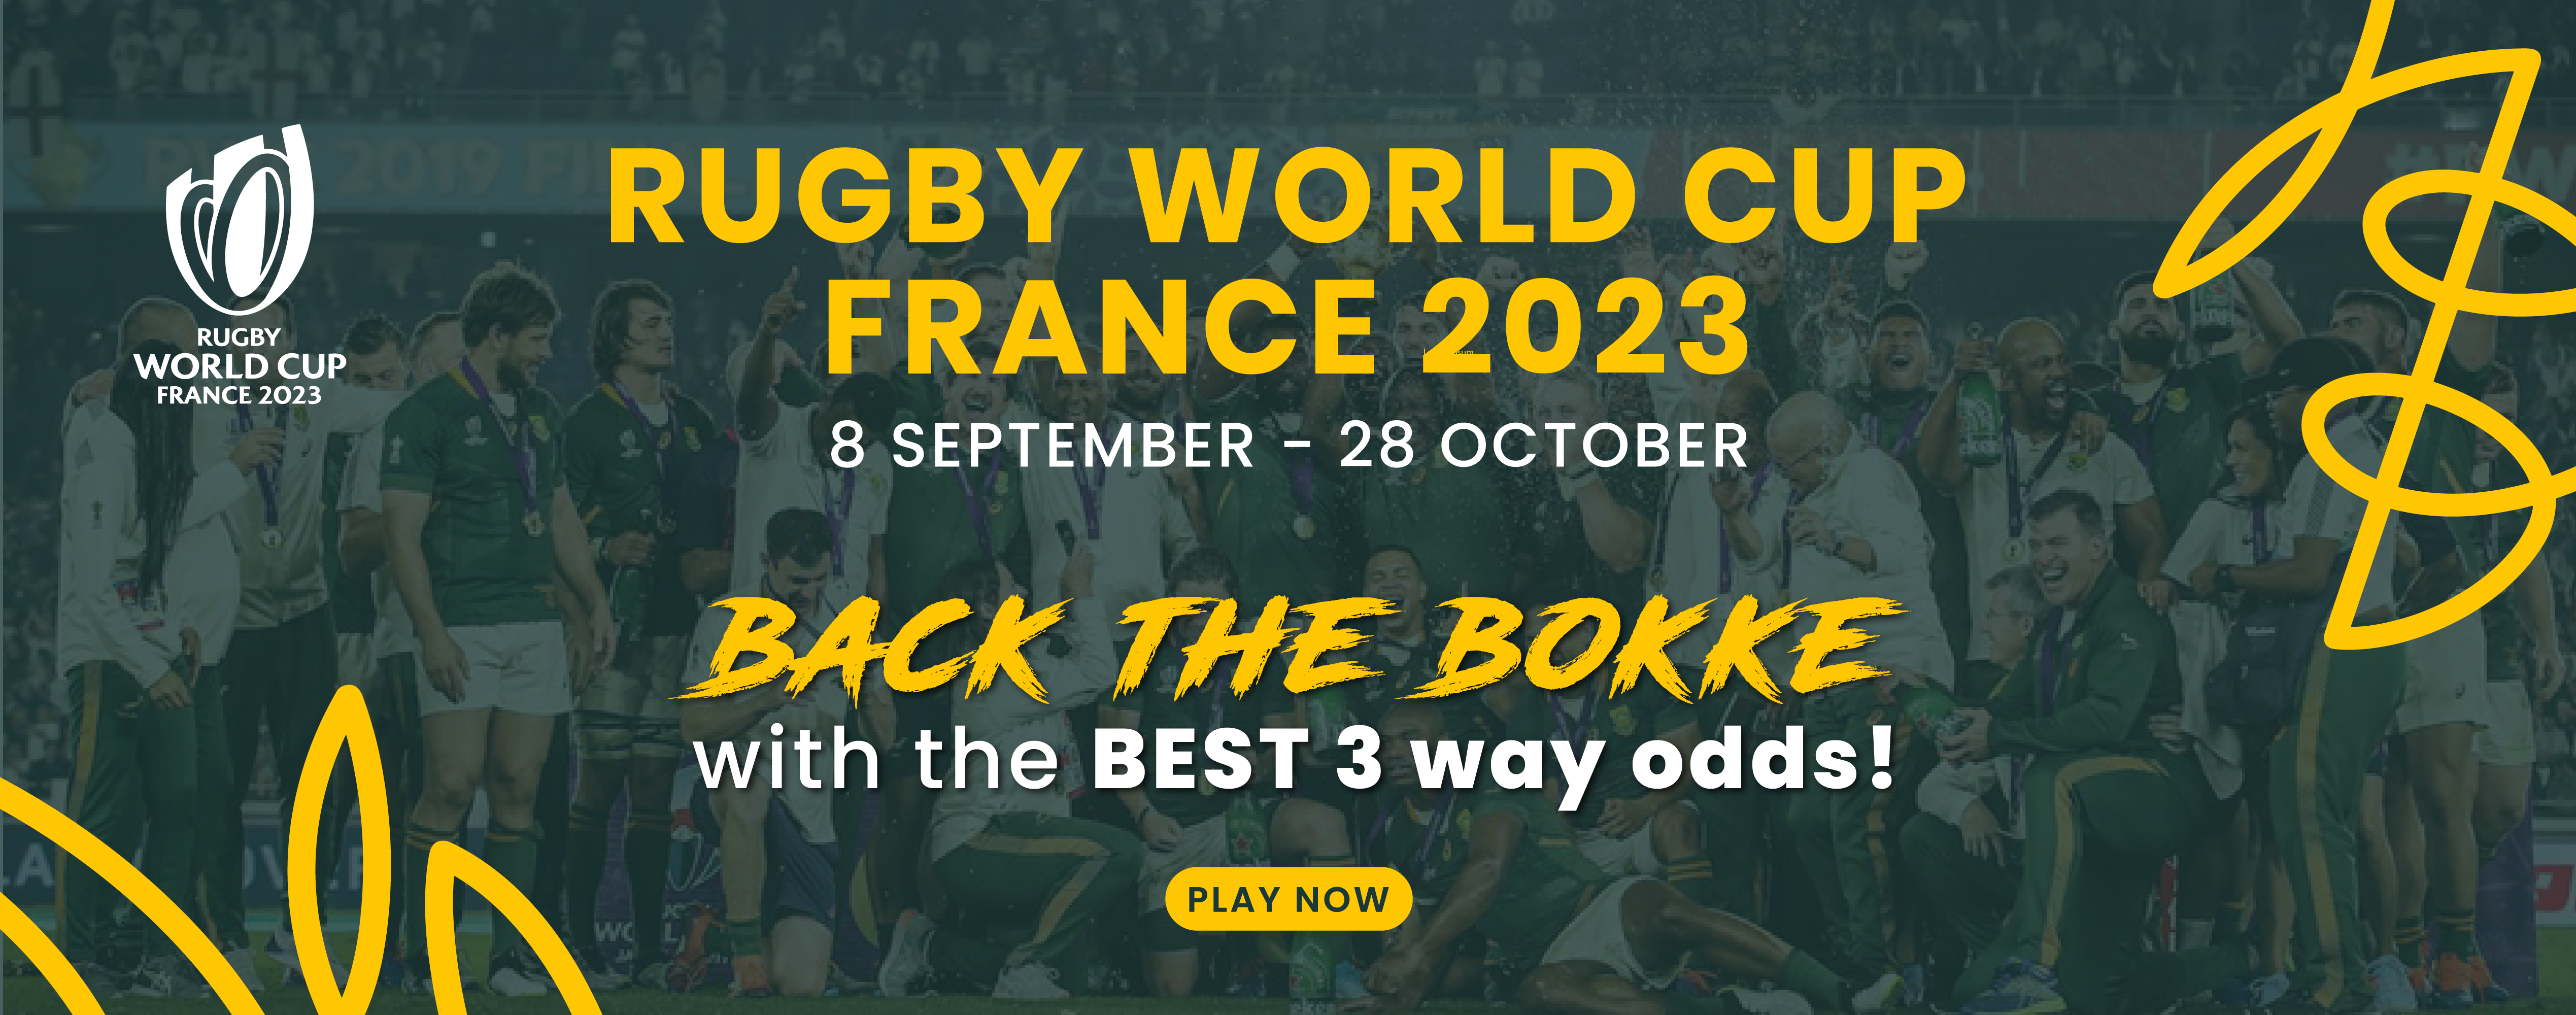 RUGBY WORLD CUP
FRANCE 2023
8 SEPTEMBER – 28 OCTOBER
RUGBY
WORLD CUP
FRANCE 2023
BACK THE BOKKE
with the BEST 3 way odds!
PLAY NOW
2019